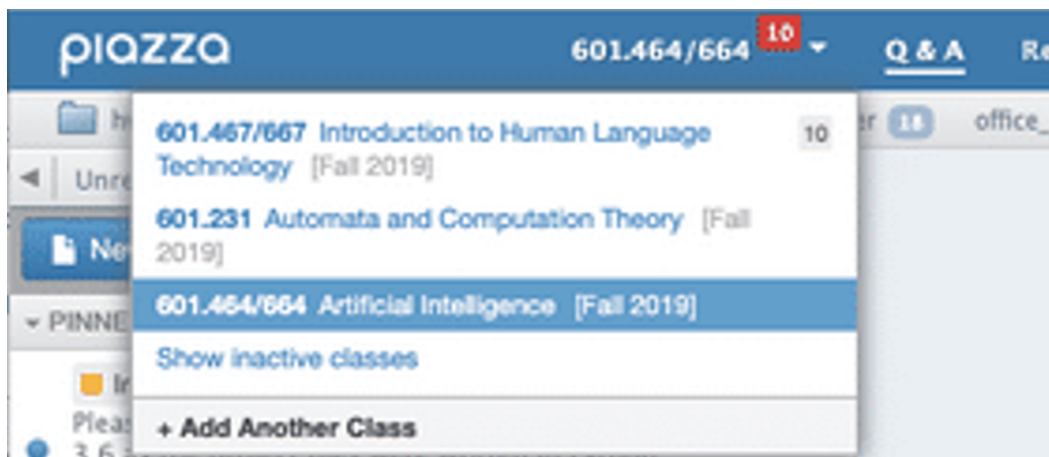 piazza
601.464/664 10
Q & A
office_
601.467/667 Introduction to Human Language 10
Technology [Fall 2019]
Unre
601.231 Automata and Computation Theory [Fall
2019]
601.464/664 Artificial Intelligence [Fall 2019]
PINNE
Show inactive classes
+ Add Another Class